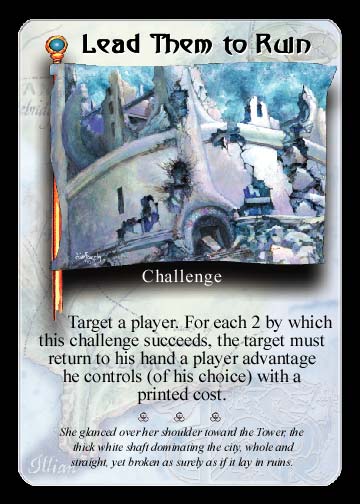 Lead Them to Ruin
Challenge
Target a player. For each 2 by which
this challenge succeeds, the target must
return to his hand a player advantage
he controls (of his choice) with a
printed cost.
She glanced over her shoulder toward the Tower, the
thick white shaft dominating the city, whole and
straight, yet broken as surely as if it lay in ruins.
Illian